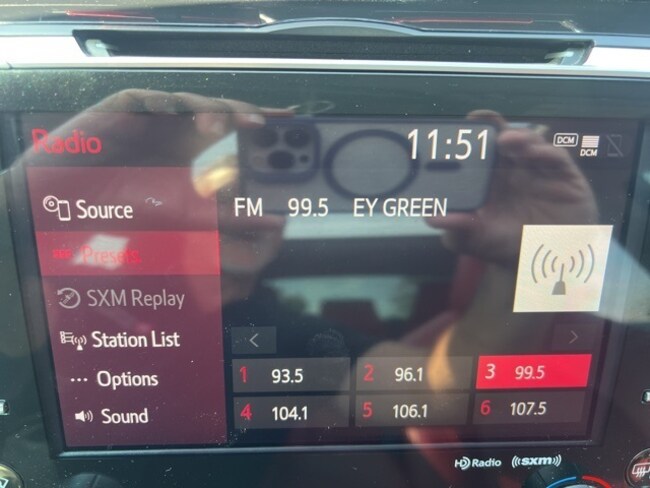 Radio
11:51
DCM
DCM
Source
FM 99.5 EY GREEN
Presets
SXM Replay
Station List
Options
Sound
1 93.5
2 96.1
3 99.5
4 104.1
5 106.1
6 107.5
HD Radio
sxm